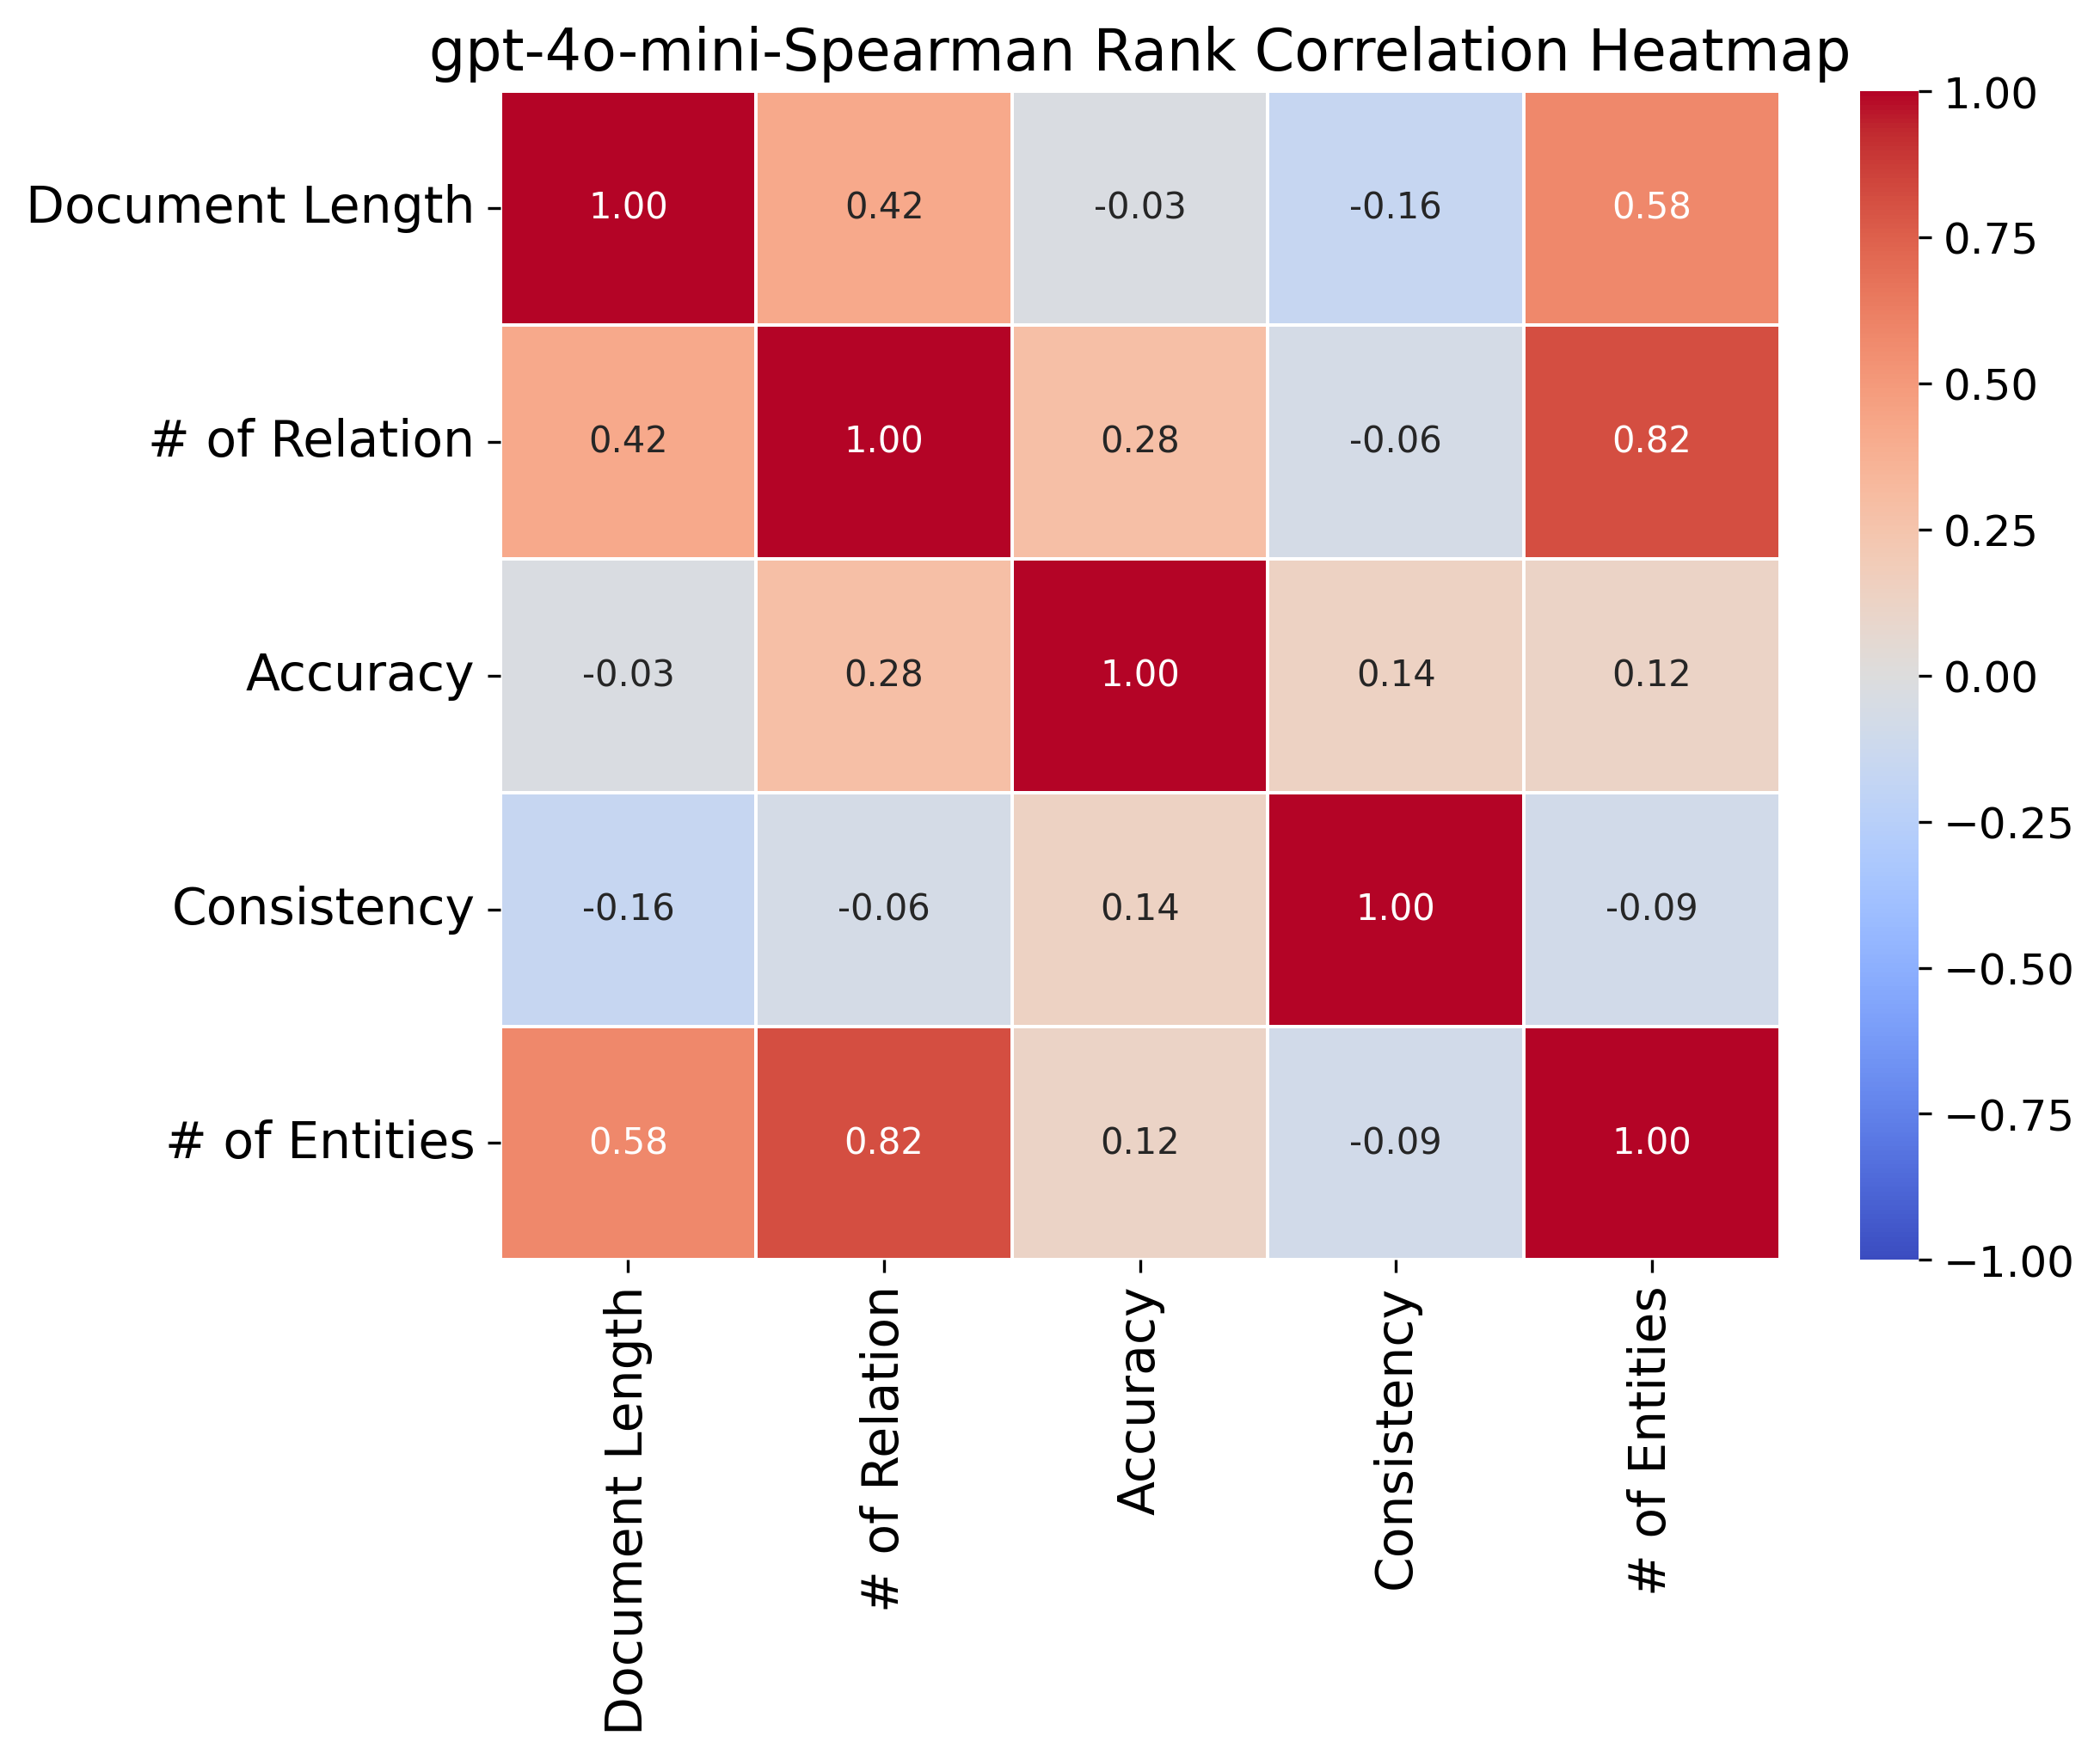 gpt-4o-mini-Spearman Rank Correlation Heatmap
Document Length 1.00 0.42 -0.03 -0.16 0.58
# of Relation 0.42 1.00 0.28 -0.06 0.82
Accuracy -0.03 0.28 1.00 0.14 0.12
Consistency -0.16 -0.06 0.14 1.00 -0.09
# of Entities 0.58 0.82 0.12 -0.09 1.00
Document Length
# of Relation
Accuracy
Consistency
# of Entities
1.00
0.75
0.50
0.25
0.00
−0.25
−0.50
−0.75
−1.00